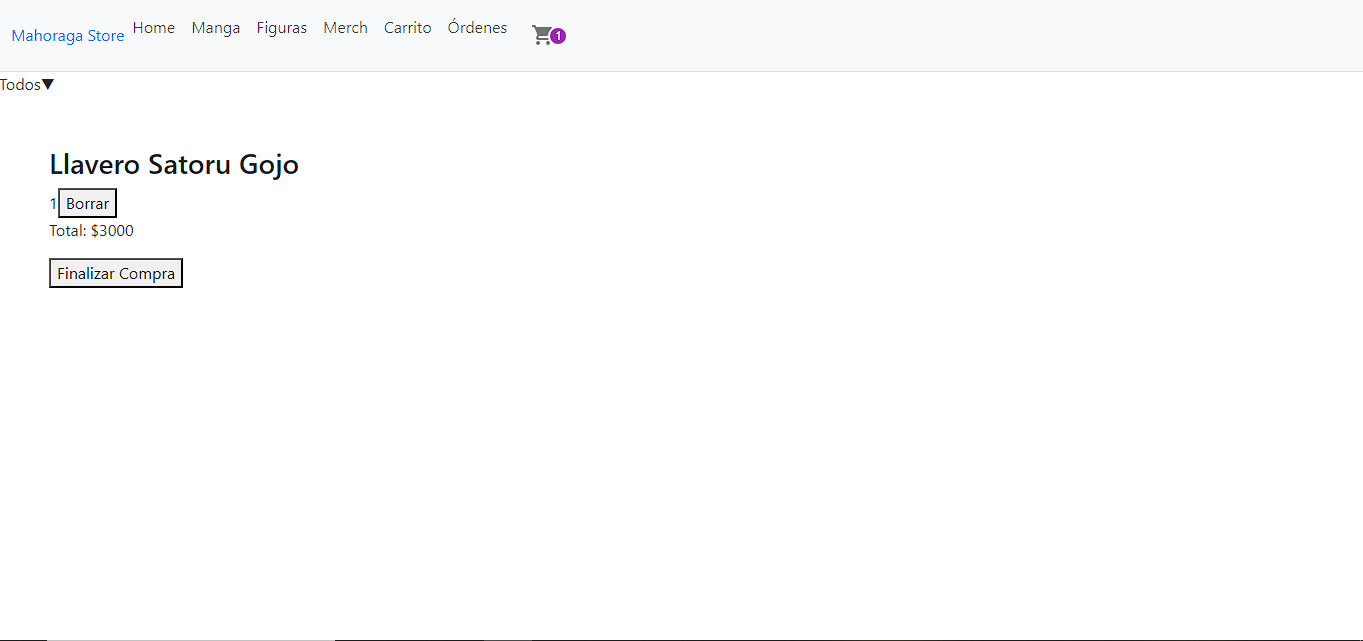 Mahoraga Store Home Manga Figuras Merch Carrito Órdenes 1
Todos▼
Llavero Satoru Gojo
1 Borrar
Total: $3000
Finalizar Compra